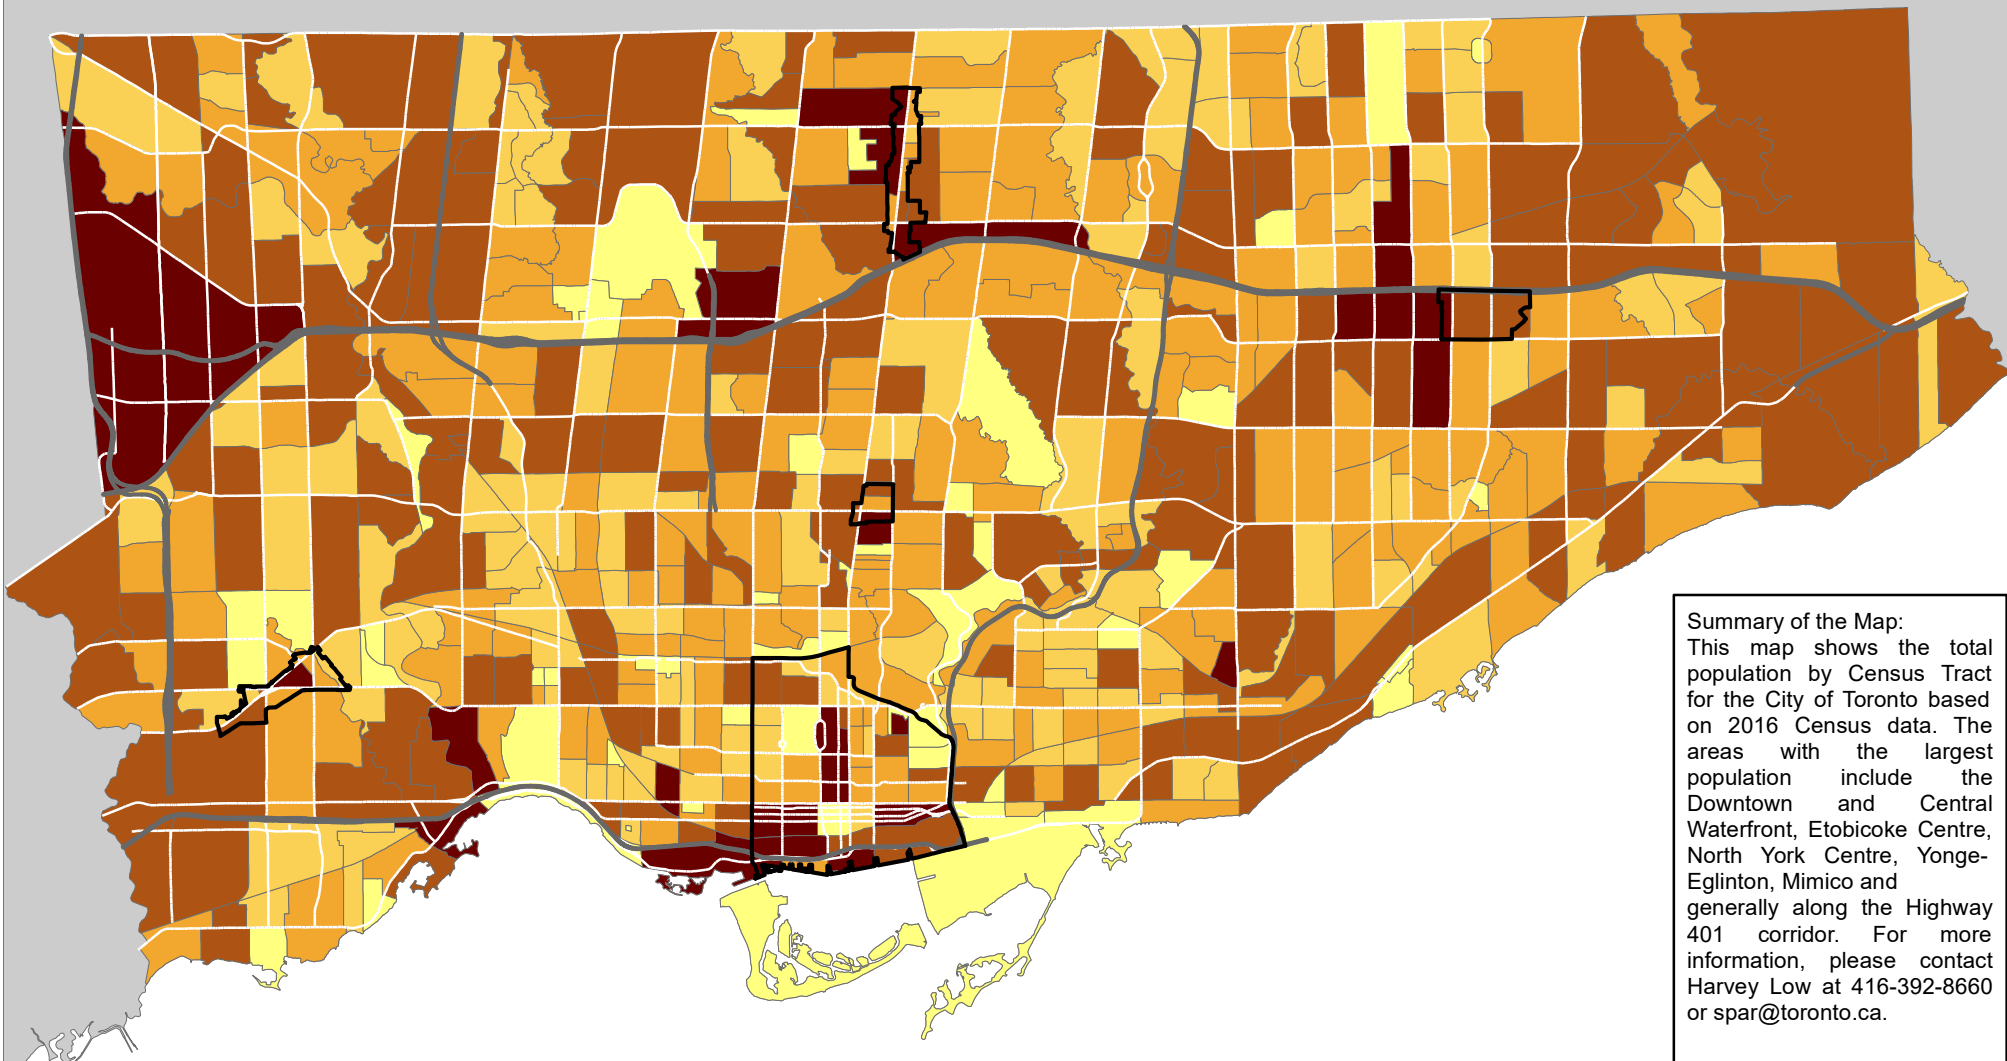 Summary of the Map:
This map shows the total
population by Census Tract
for the City of Toronto based
on 2016 Census data. The
areas with the largest
population include the
Downtown and Central
Waterfront, Etobicoke Centre,
North York Centre, Yonge-
Eglinton, Mimico and
generally along the Highway
401 corridor. For more
information, please contact
Harvey Low at 416-392-8660
or spar@toronto.ca.